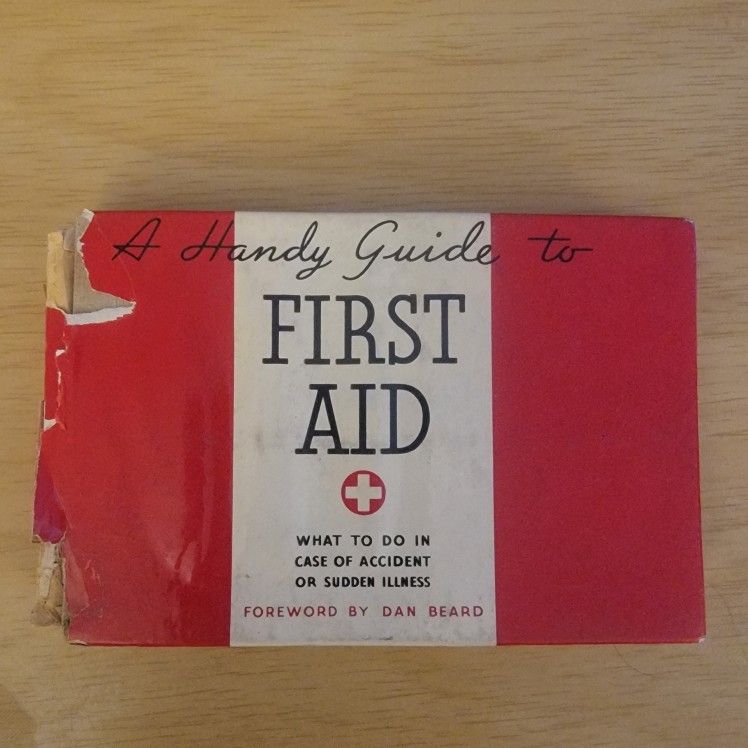 A Handy Guide to
FIRST
AID
WHAT TO DO IN
CASE OF ACCIDENT
OR SUDDEN ILLNESS
FOREWORD BY DAN BEARD